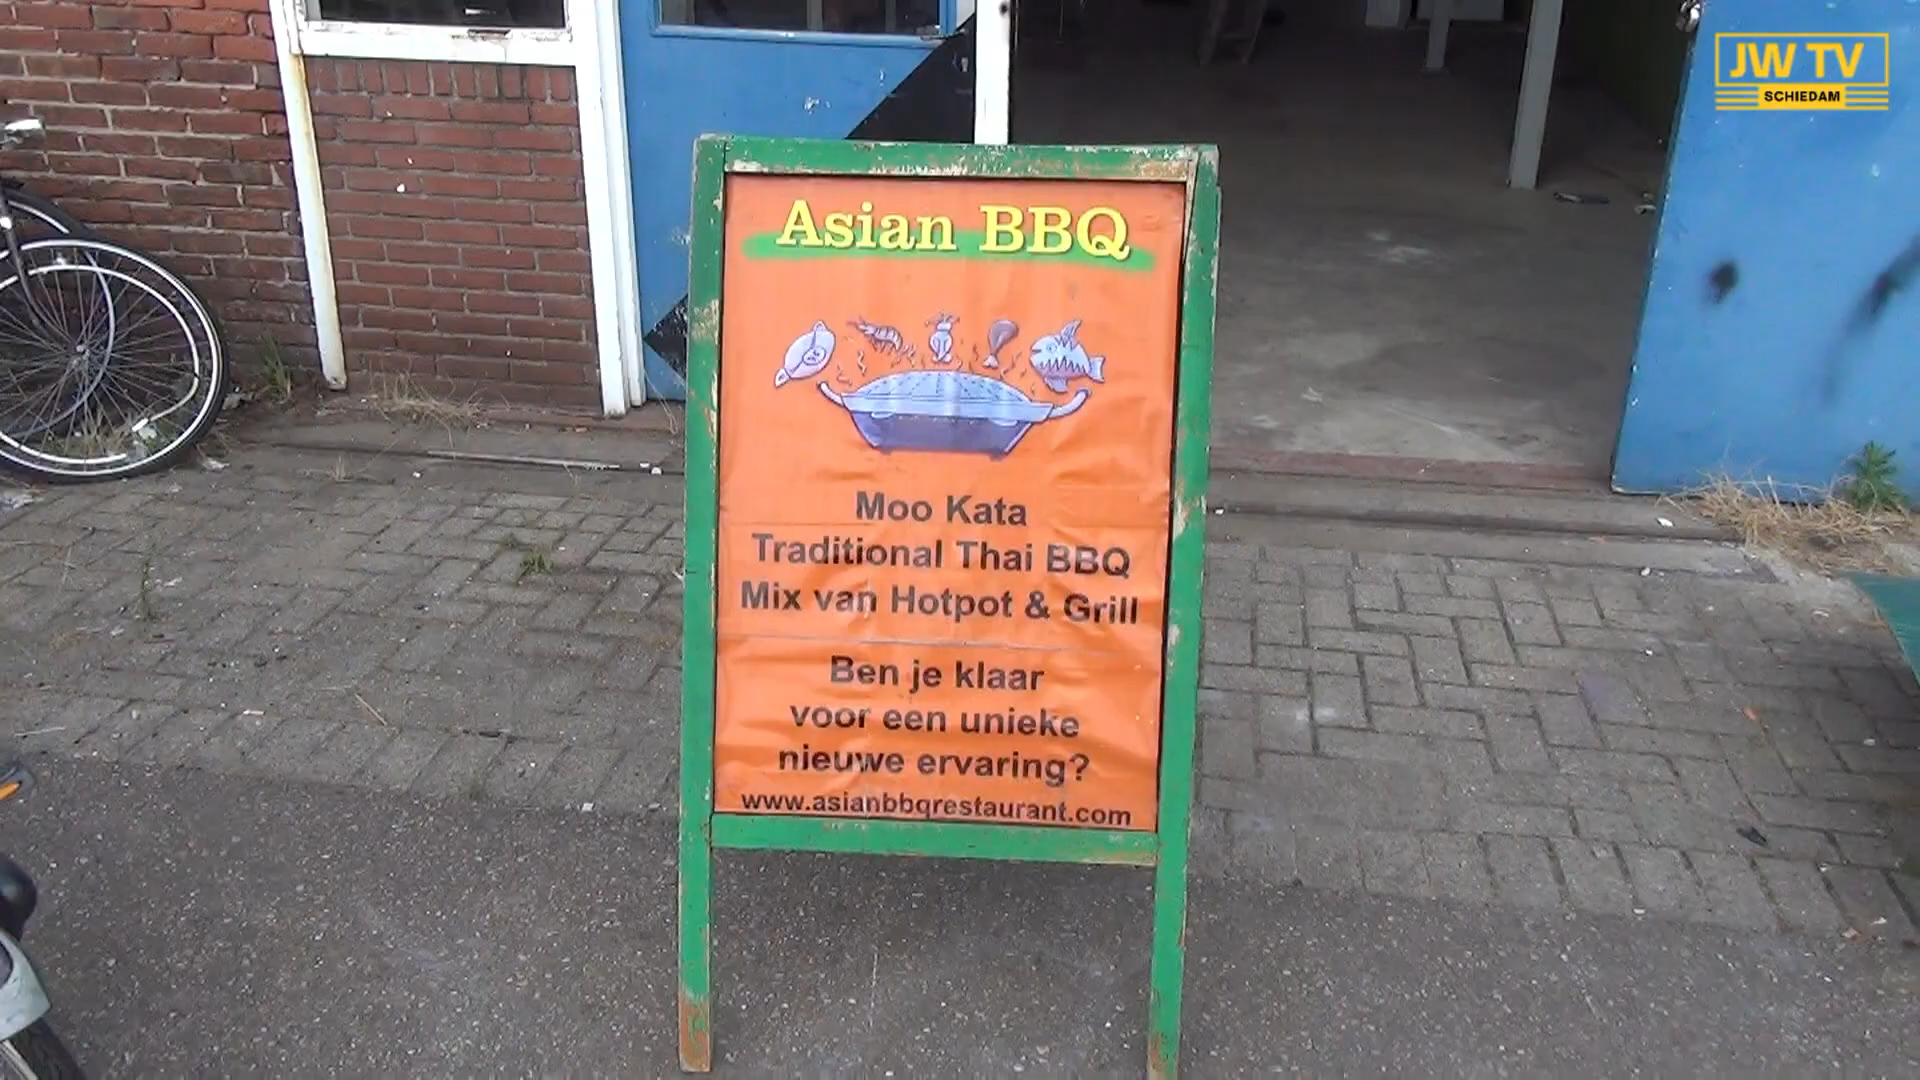 JW TV
SCHIEDAM
Asian BBQ
Moo Kata
Traditional Thai BBQ
Mix van Hotpot & Grill
Ben je klaar
voor een unieke
nieuwe ervaring?
www.asianbbqrestaurant.com